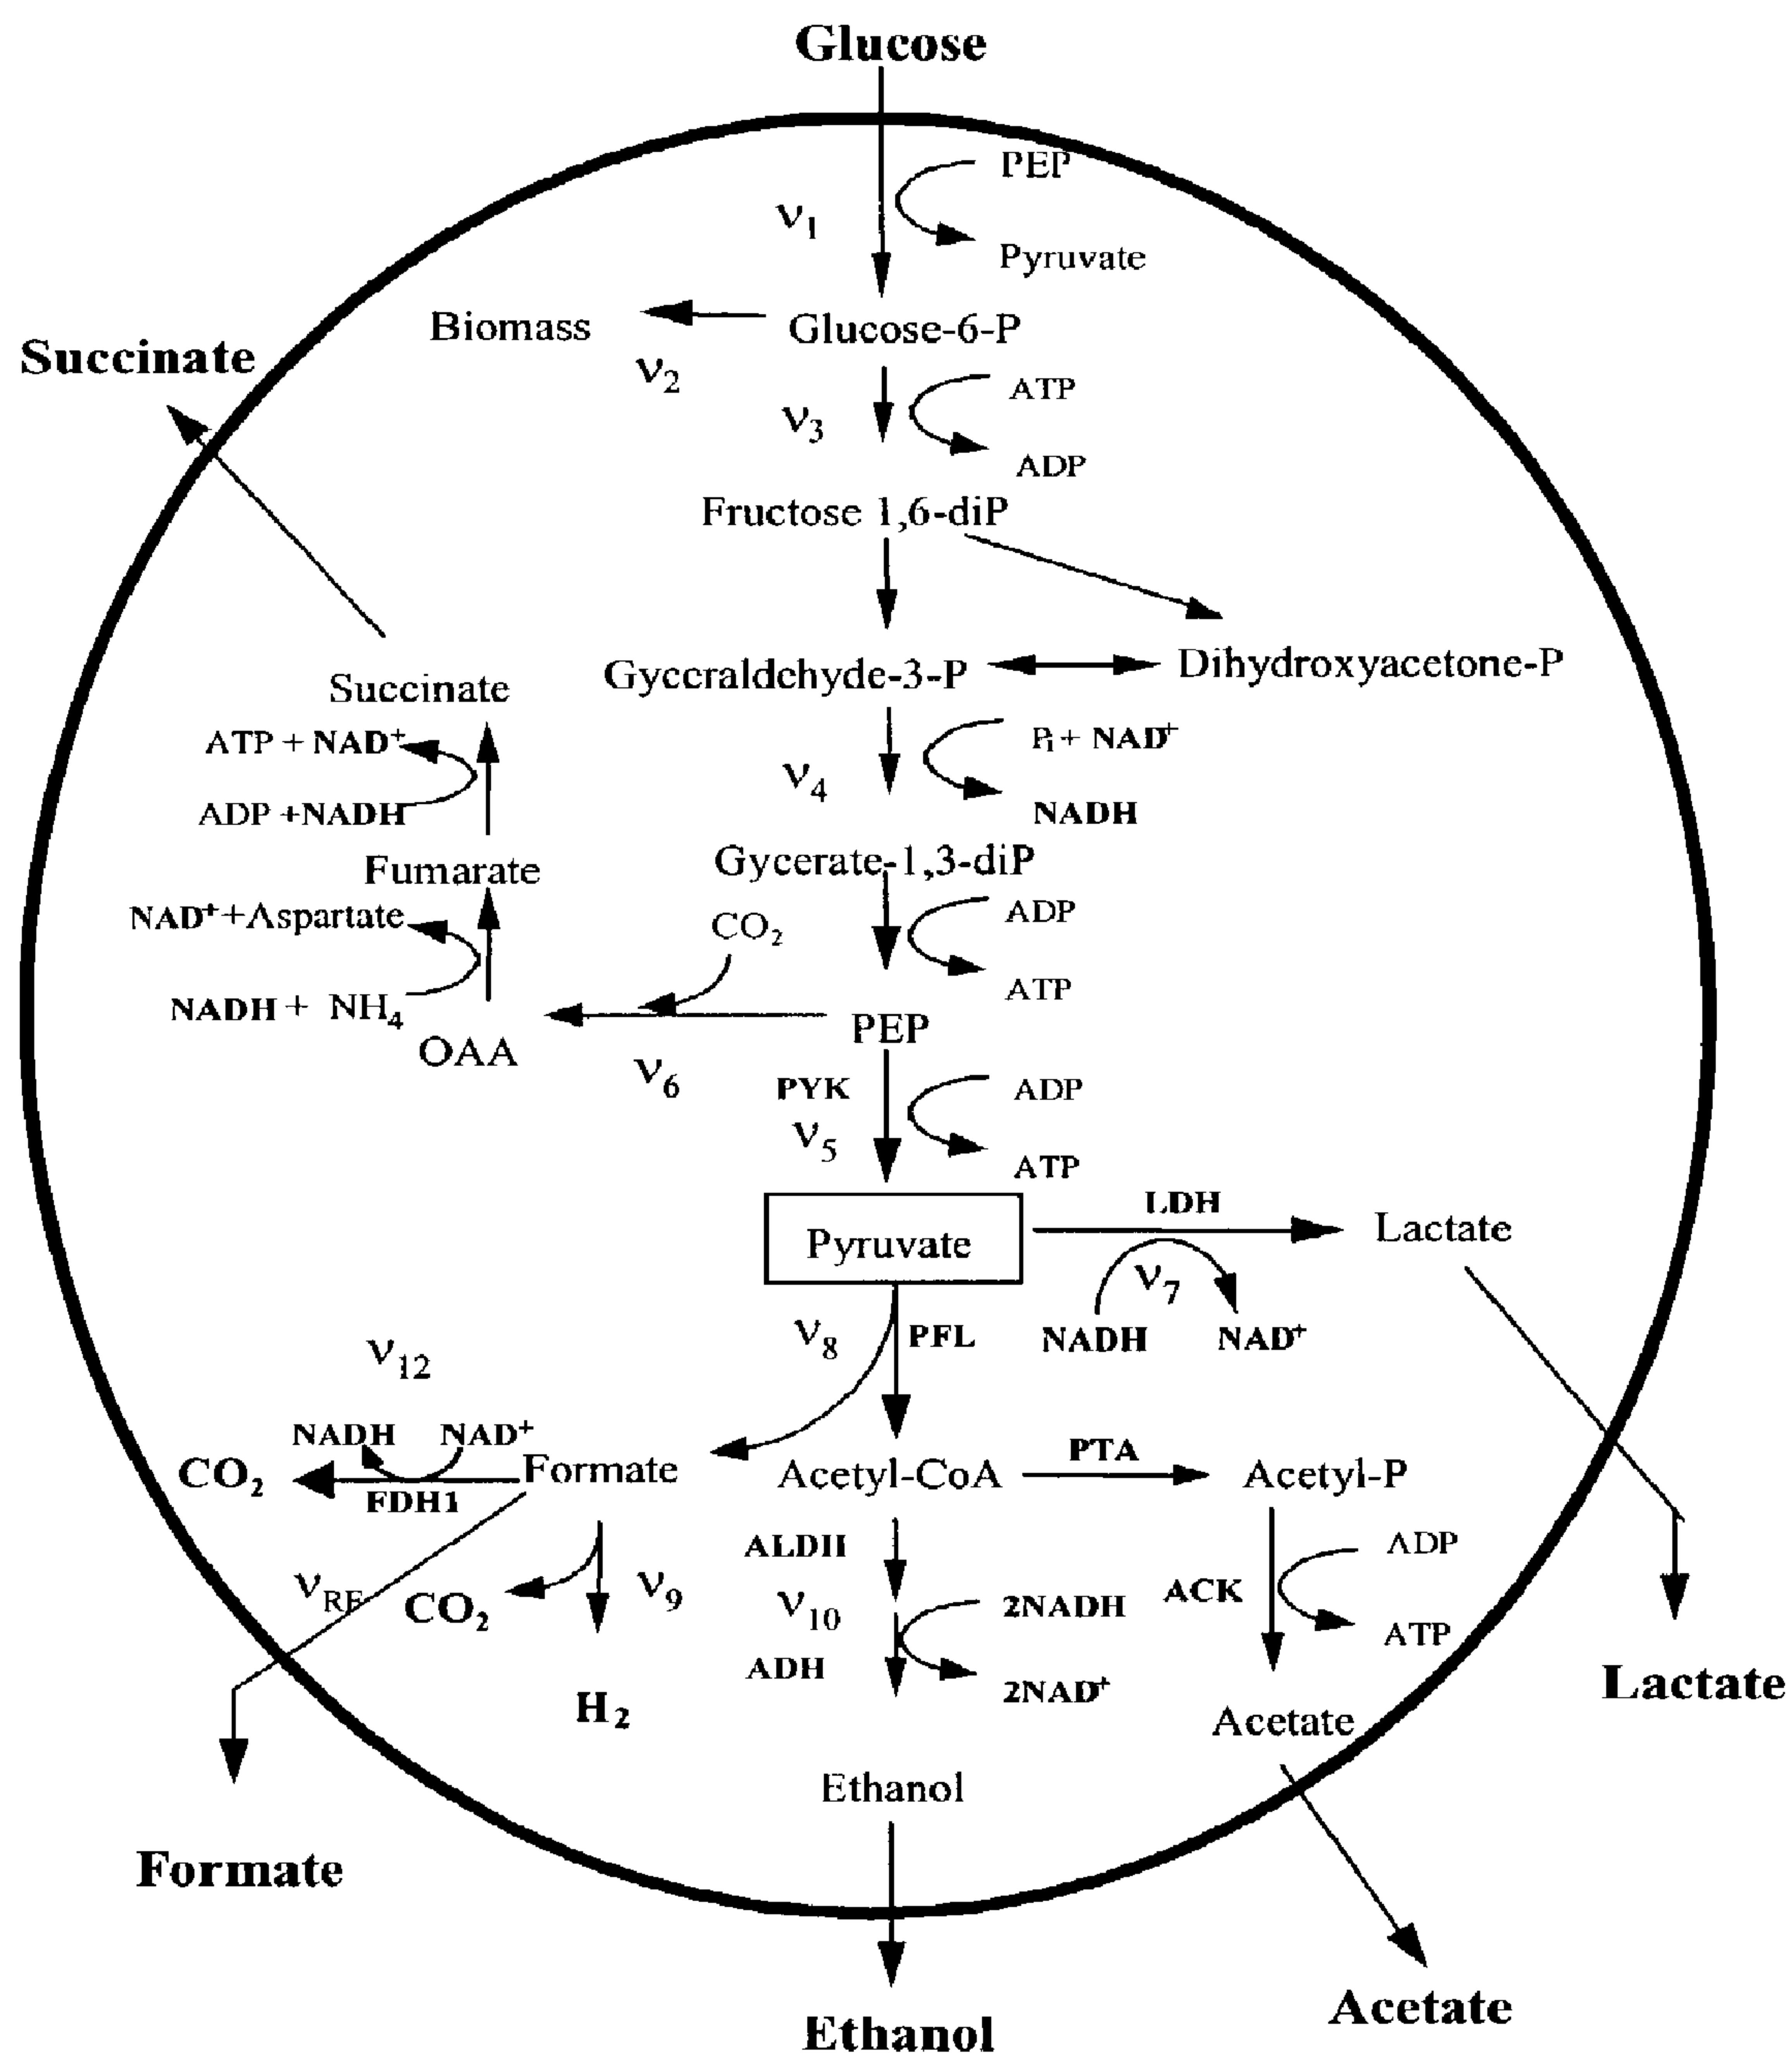 Glucose
PEP
ν1
Pyruvate
Biomass
Glucose-6-P
Succinate
ν2
ATP
ν3
ADP
Fructose 1,6-diP
Gyceraldehyde-3-P
Dihydroxyacetone-P
Succinate
ATP + NAD+
Pi + NAD+
ν4
ADP +NADH
NADH
Fumarate
Gycerate-1,3-diP
NAD+ +Aspartate
CO2
ADP
NADH + NH4
ATP
OAA
PEP
ν6
PYK
ADP
ν5
ATP
LDH
Pyruvate
Lactate
ν7
ν8
PFL
NADH
NAD+
ν12
NADH
NAD+
CO2
Formate
FDH1
Acetyl-CoA
PTA
Acetyl-P
ALDH
ADP
νRF
CO2
ν9
ν10
2NADH
ACK
ATP
ADH
2NAD+
H2
Lactate
Acetate
Ethanol
Formate
Acetate
Ethanol